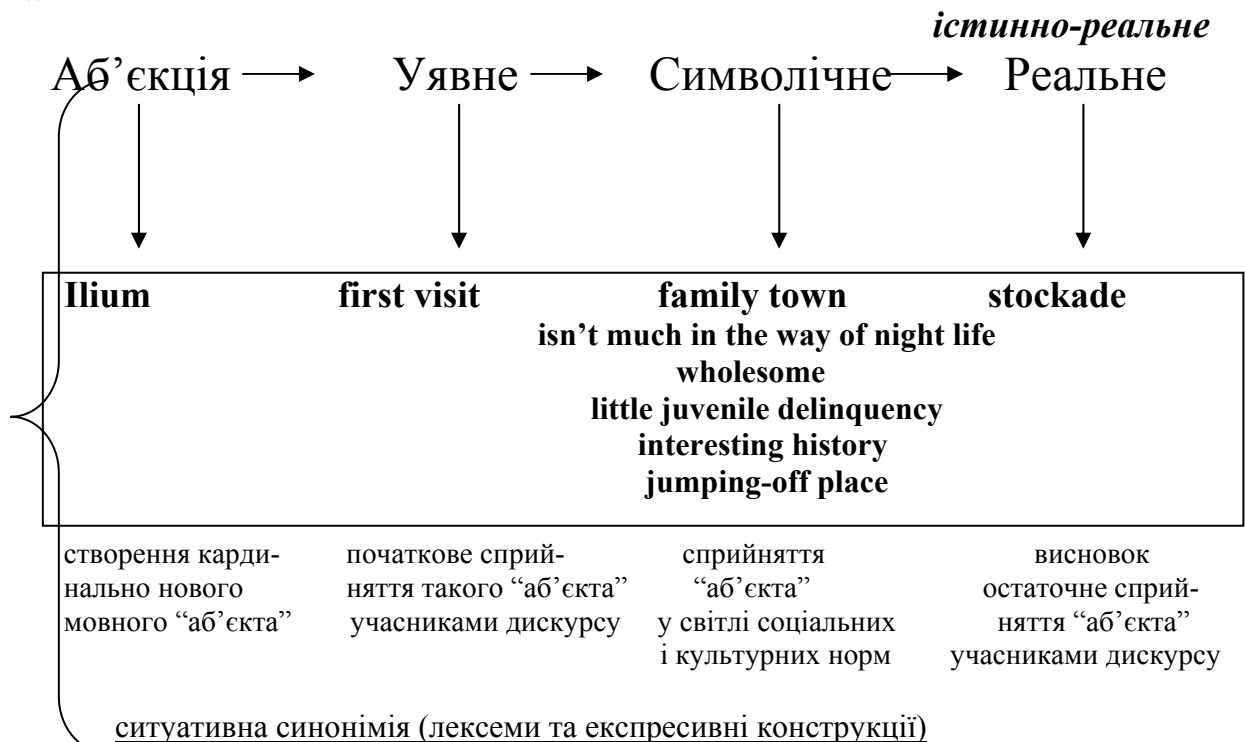 істинно-реальне
Аб’єкція Уявне Символічне Реальне
Ilium first visit family town stockade
isn’t much in the way of night life
wholesome
little juvenile delinquency
interesting history
jumping-off place
створення карди- початкове сприй- сприйняття висновок
нально нового няття такого “аб’єкта” “аб’єкта” остаточне сприй-
мовного “аб’єкта” учасниками дискурсу у світлі соціальних няття “аб’єкта”
і культурних норм учасниками дискурсу
ситуативна синонімія (лексеми та експресивні конструкції)